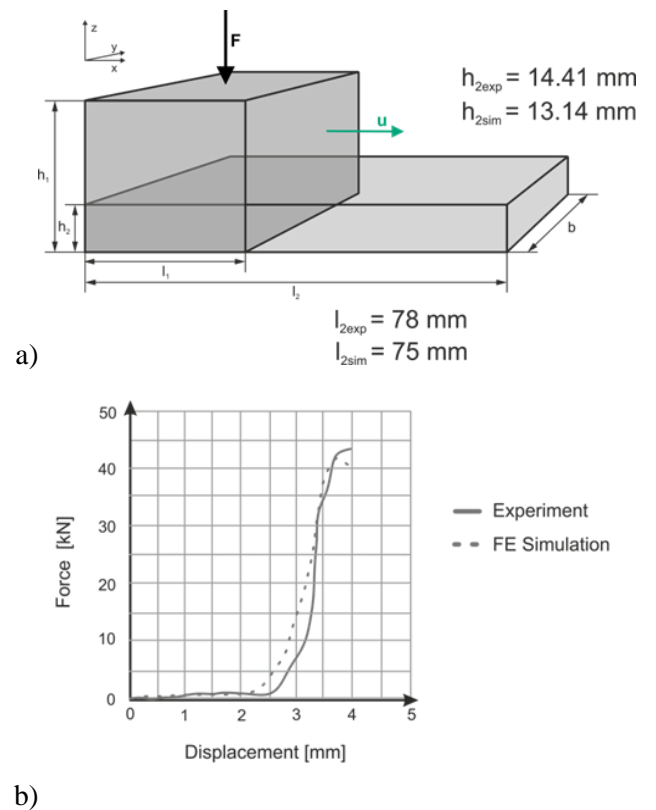 z
y
x
F
h₂exp = 14.41 mm
h₂sim = 13.14 mm
u
h₁
h₂
b
l₁
l₂
l₂exp = 78 mm
l₂sim = 75 mm
a)
50
40
30
20
10
0
Force [kN]
0 1 2 3 4 5
Displacement [mm]
Experiment
FE Simulation
b)